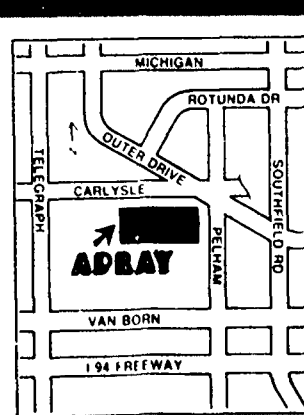 MICHIGAN
ROTUNDA DR
OUTER DRIVE
TELEGRAPH
CARLYSLE
SOUTHFIELD RD
PELHAM
ADRAY
VAN BORN
I 94 FREEWAY